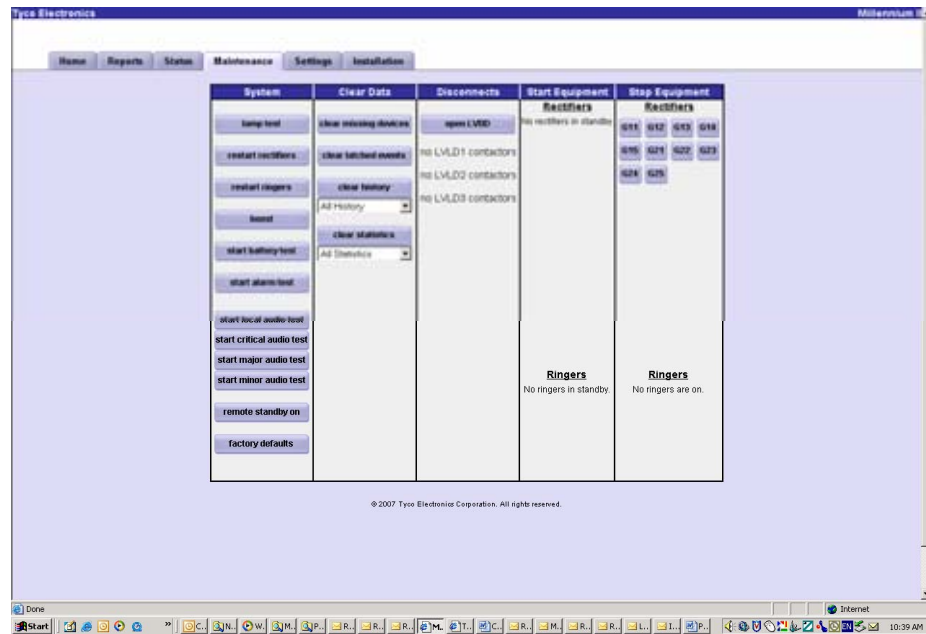 Tyco Electronics
Millennium II
Home Reports Status Maintenance Settings Installation
System
lamp test
restart rectifiers
restart ringers
boost
start battery test
start alarm test
start local audio test
start critical audio test
start major audio test
start minor audio test
remote standby on
factory defaults
Clear Data
clear missing devices
clear latched events
clear history
All History
clear statistics
All Statistics
Disconnects
open LVBD
no LVLD1 contactors
no LVLD2 contactors
no LVLD3 contactors
Start Equipment
Rectifiers
No rectifiers in standby
Ringers
No ringers in standby.
Stop Equipment
Rectifiers
G11 G12 G13 G14
G15 G21 G22 G23
G24 G25
Ringers
No ringers are on.
© 2007 Tyco Electronics Corporation. All rights reserved.
Done
Internet
Start » C.. N.. W.. M.. P.. R.. R.. R.. M.. T.. C.. R.. M.. R.. R.. L.. I.. P.. EN 10:39 AM